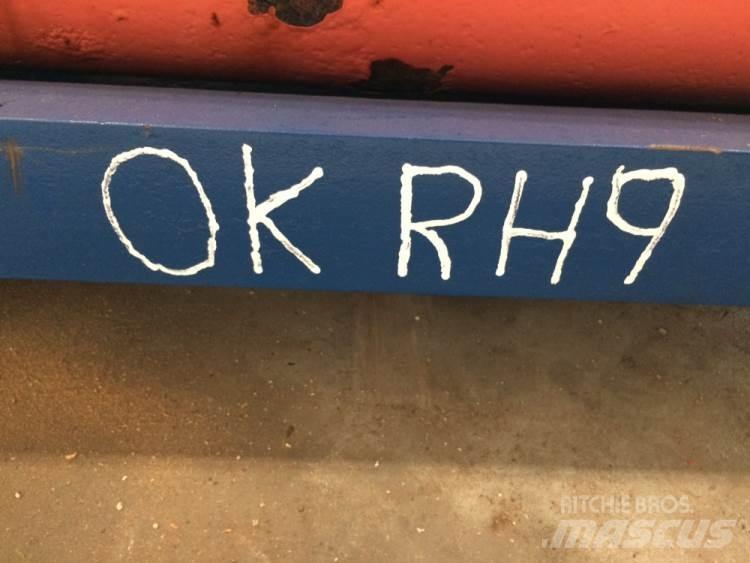 OK RH9
RITCHIE BROS.
mascus